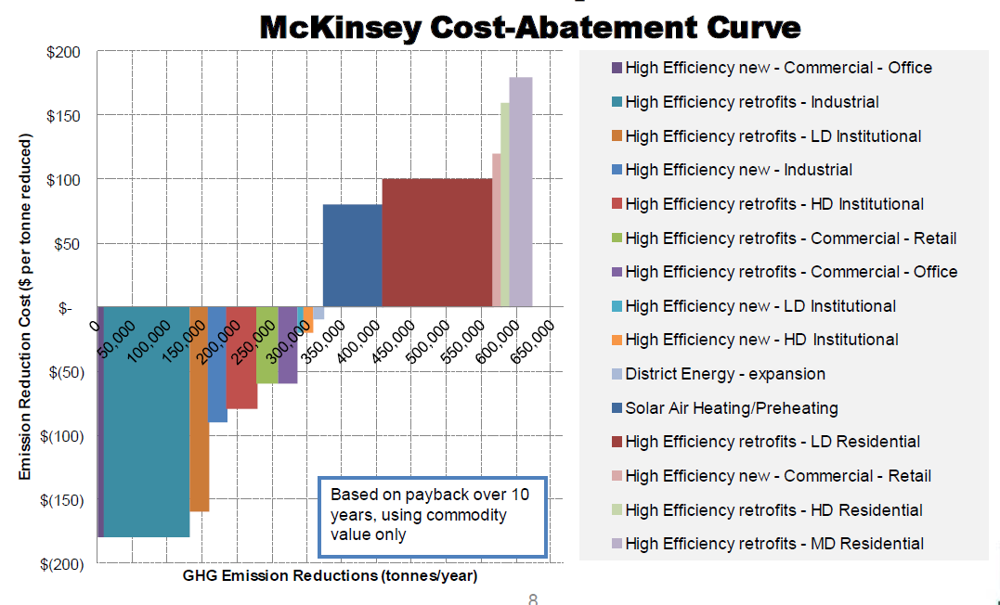 McKinsey Cost-Abatement Curve
$200
$150
$100
$50
$-
$(50)
$(100)
$(150)
$(200)
Emission Reduction Cost ($ per tonne reduced)
0
50,000
100,000
150,000
200,000
250,000
300,000
350,000
400,000
450,000
500,000
550,000
600,000
650,000
GHG Emission Reductions (tonnes/year)
Based on payback over 10
years, using commodity
value only
High Efficiency new - Commercial - Office
High Efficiency retrofits - Industrial
High Efficiency retrofits - LD Institutional
High Efficiency new - Industrial
High Efficiency retrofits - HD Institutional
High Efficiency retrofits - Commercial - Retail
High Efficiency retrofits - Commercial - Office
High Efficiency new - LD Institutional
High Efficiency new - HD Institutional
District Energy - expansion
Solar Air Heating/Preheating
High Efficiency retrofits - LD Residential
High Efficiency new - Commercial - Retail
High Efficiency retrofits - HD Residential
High Efficiency retrofits - MD Residential
8